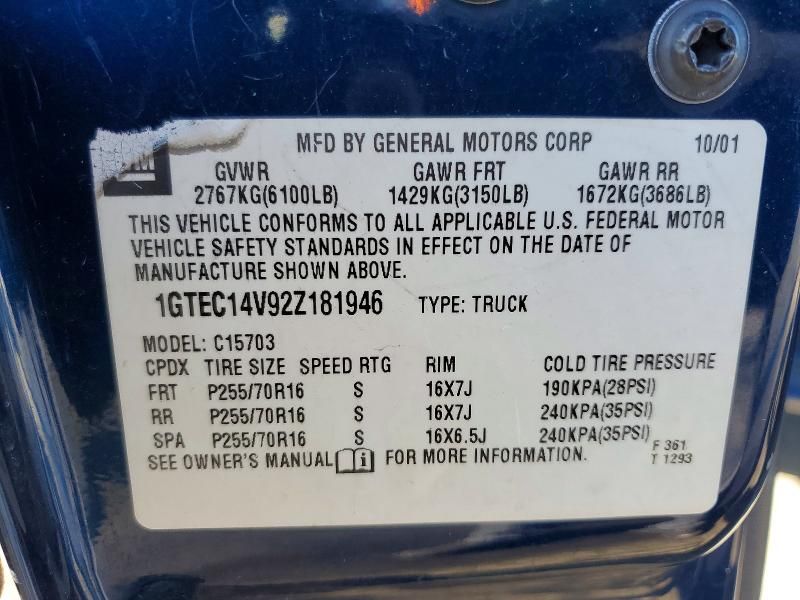 MFD BY GENERAL MOTORS CORP 10/01
GVWR GAWR FRT GAWR RR
2767KG(6100LB) 1429KG(3150LB) 1672KG(3686LB)
THIS VEHICLE CONFORMS TO ALL APPLICABLE U.S. FEDERAL MOTOR
VEHICLE SAFETY STANDARDS IN EFFECT ON THE DATE OF
MANUFACTURE SHOWN ABOVE.
1GTEC14V92Z181946 TYPE: TRUCK
MODEL: C15703
CPDX TIRE SIZE SPEED RTG RIM COLD TIRE PRESSURE
FRT P255/70R16 S 16X7J 190KPA(28PSI)
RR P255/70R16 S 16X7J 240KPA(35PSI)
SPA P255/70R16 S 16X6.5J 240KPA(35PSI)
SEE OWNER'S MANUAL i FOR MORE INFORMATION.
F 361
T 1293